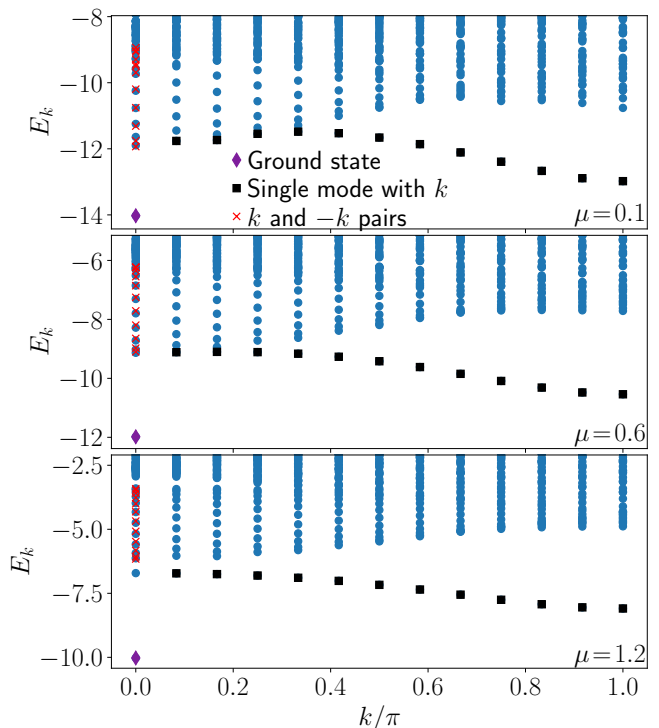 −8
−10
E_k
−12
Ground state
Single mode with k
k and −k pairs
−14
μ=0.1
−6
−8
E_k
−10
−12
μ=0.6
−2.5
−5.0
E_k
−7.5
−10.0
μ=1.2
0.0 0.2 0.4 0.6 0.8 1.0
k/π